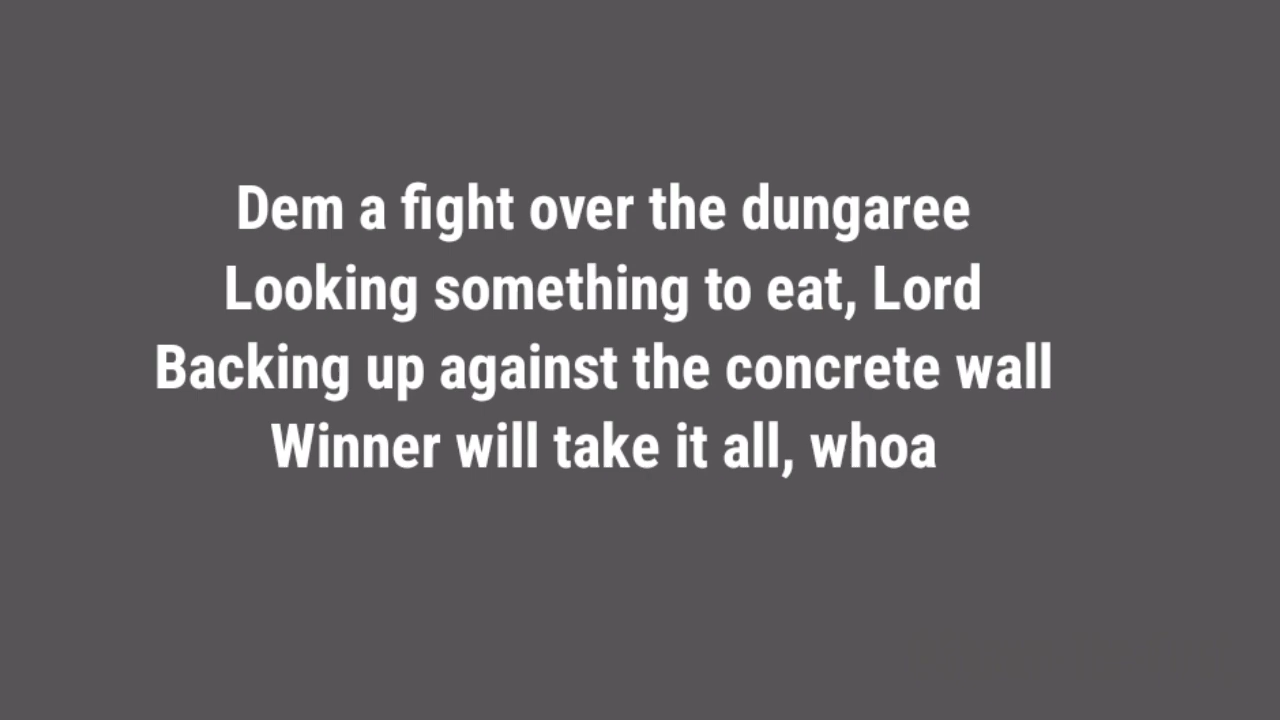 Dem a fight over the dungaree
Looking something to eat, Lord
Backing up against the concrete wall
Winner will take it all, whoa